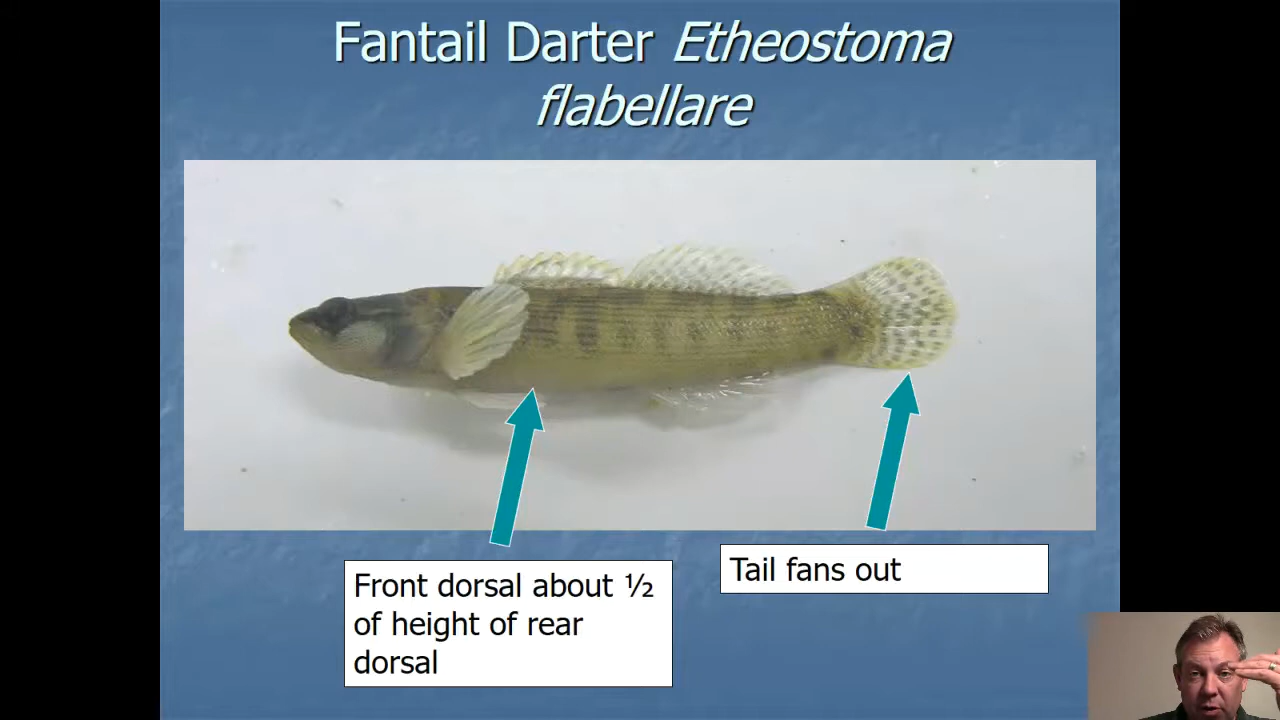 Fantail Darter Etheostoma
flabellare
Front dorsal about ½
of height of rear
dorsal
Tail fans out